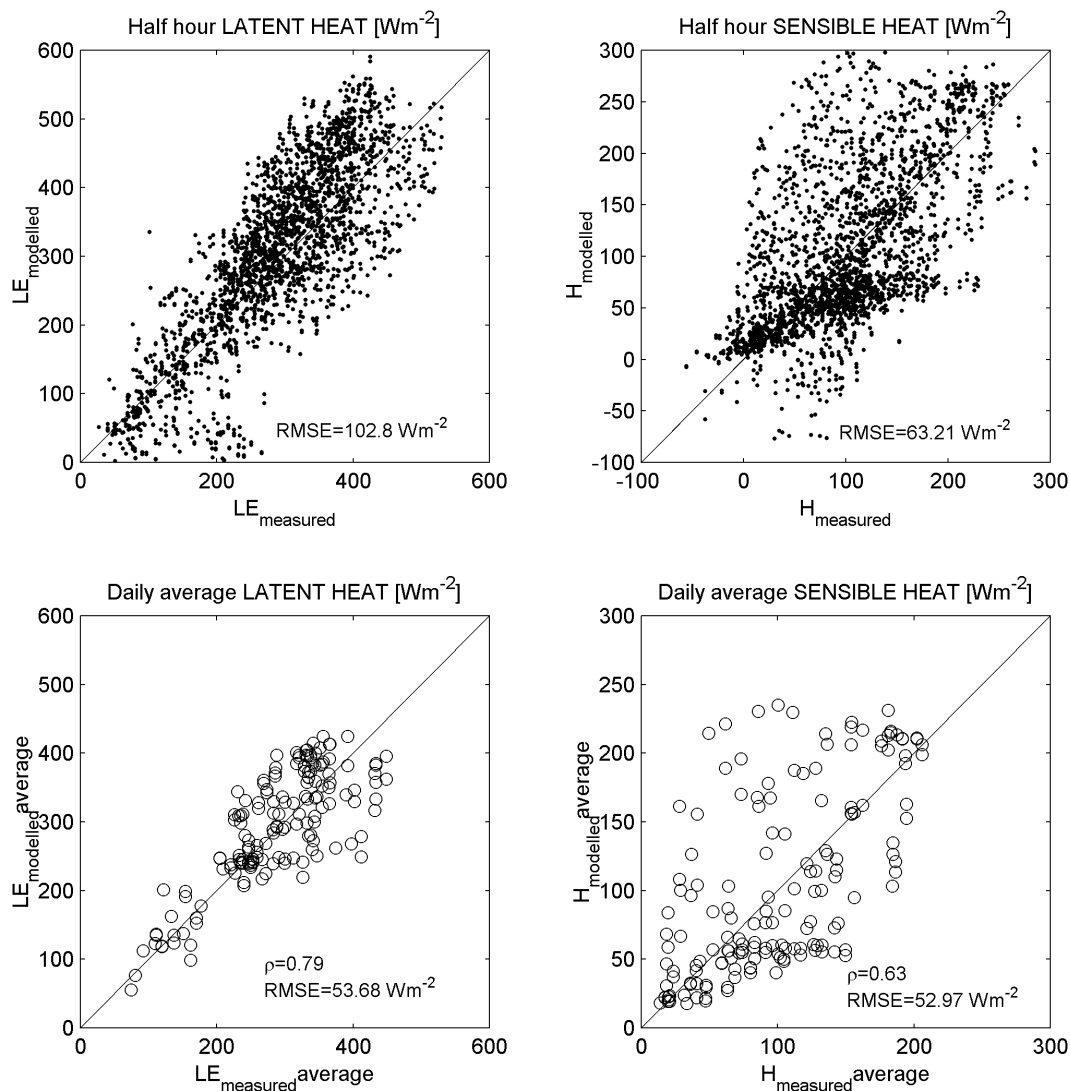 Half hour LATENT HEAT [Wm-2]
600
500
400
300
200
100
0
LEmodelled
RMSE=102.8 Wm-2
0 200 400 600
LEmeasured
Half hour SENSIBLE HEAT [Wm-2]
300
250
200
150
100
50
0
-50
-100
Hmodelled
RMSE=63.21 Wm-2
-100 0 100 200 300
Hmeasured
Daily average LATENT HEAT [Wm-2]
600
500
400
300
200
100
0
LEmodelledaverage
ρ=0.79
RMSE=53.68 Wm-2
0 200 400 600
LEmeasuredaverage
Daily average SENSIBLE HEAT [Wm-2]
300
250
200
150
100
50
0
Hmodelledaverage
ρ=0.63
RMSE=52.97 Wm-2
0 100 200 300
Hmeasuredaverage